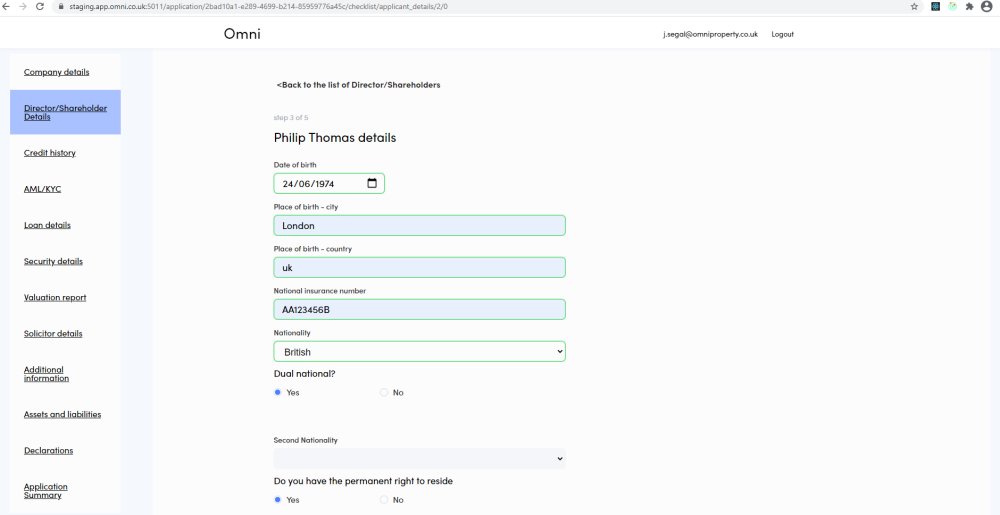 staging.app.omni.co.uk:5011/application/2bad10a1-e289-4699-b214-85959776a45c/checklist/applicant_details/2/0
Omni
j.segal@omniproperty.co.uk Logout
Company details
Director/Shareholder
Details
Credit history
AML/KYC
Loan details
Security details
Valuation report
Solicitor details
Additional
information
Assets and liabilities
Declarations
Application
Summary
<Back to the list of Director/Shareholders
step 3 of 5
Philip Thomas details
Date of birth
24/06/1974
Place of birth - city
London
Place of birth - country
uk
National insurance number
AA123456B
Nationality
British
Dual national?
Yes No
Second Nationality
Do you have the permanent right to reside
Yes No